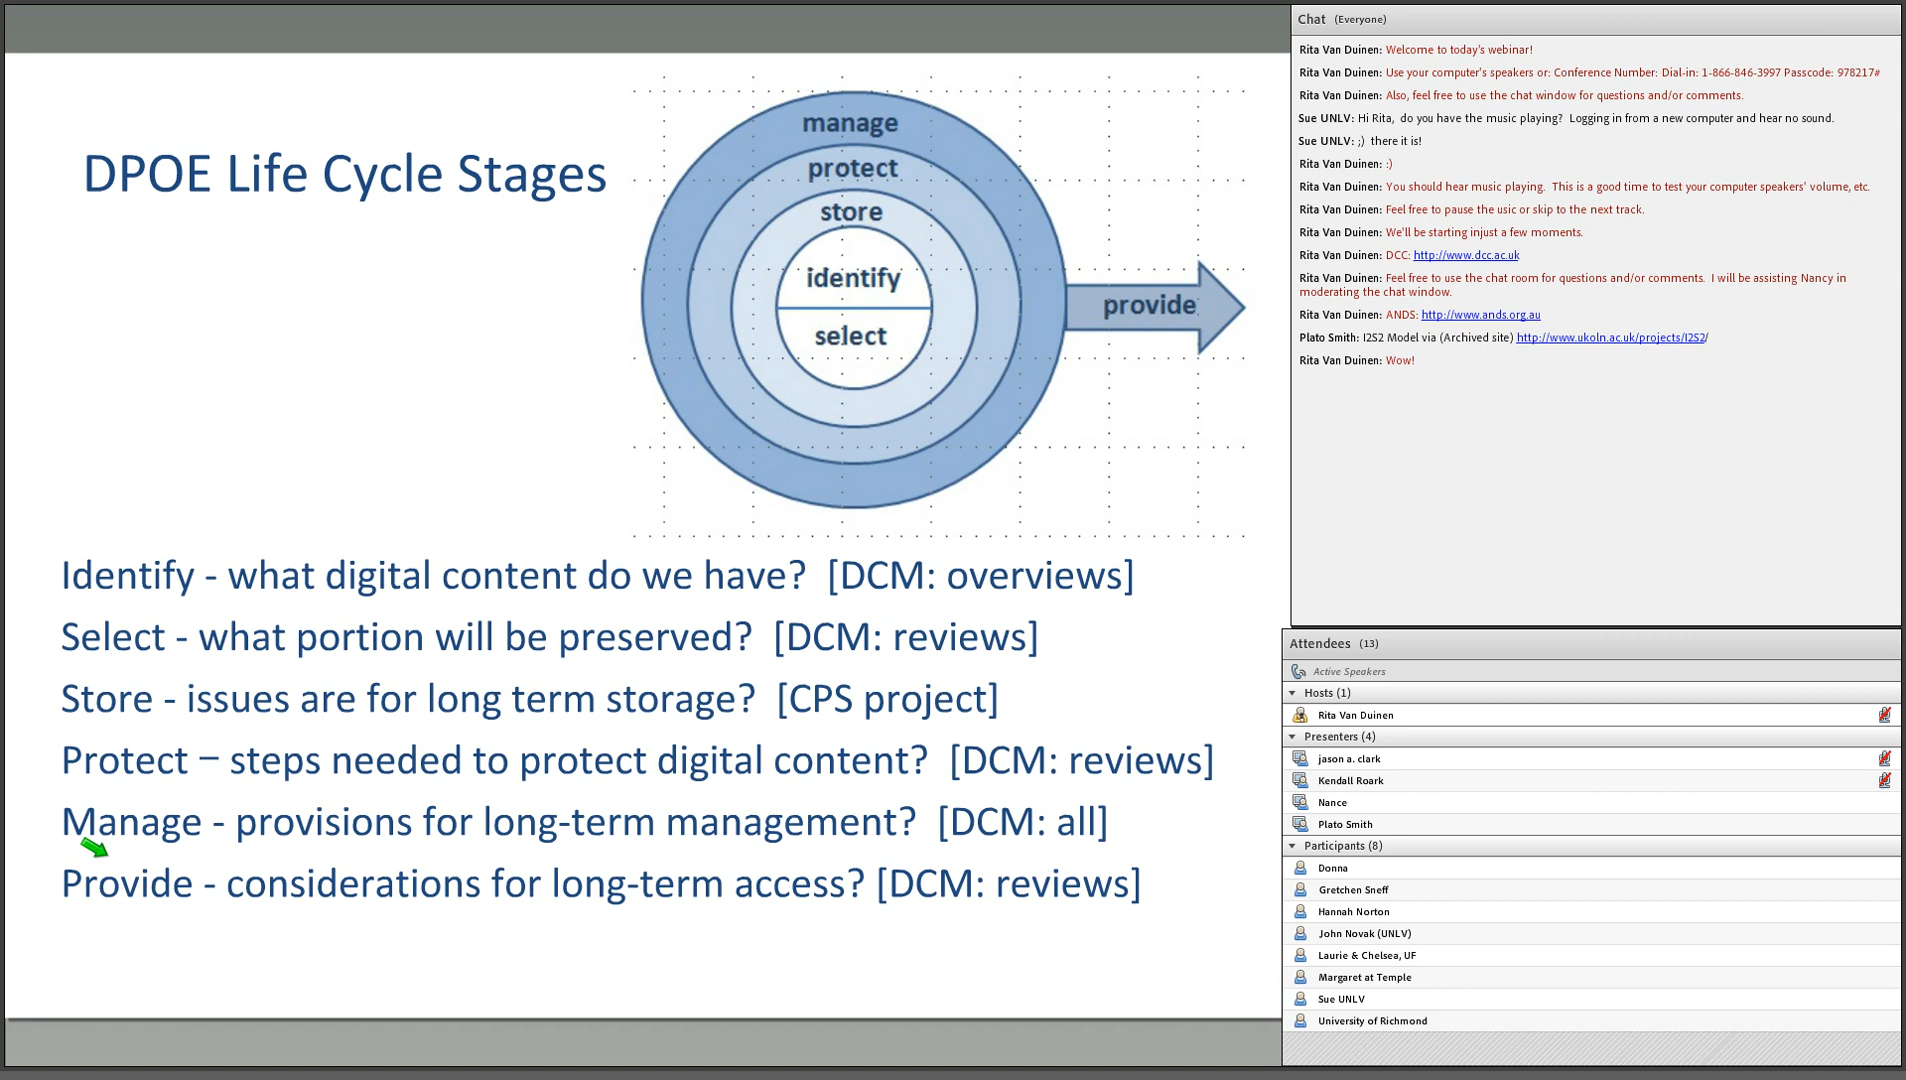 DPOE Life Cycle Stages
manage
protect
store
identify
select
provide
Identify - what digital content do we have?  [DCM: overviews]
Select - what portion will be preserved?  [DCM: reviews]
Store - issues are for long term storage?  [CPS project]
Protect – steps needed to protect digital content?  [DCM: reviews]
Manage - provisions for long-term management?  [DCM: all]
Provide - considerations for long-term access? [DCM: reviews]
Chat (Everyone)
Rita Van Duinen: Welcome to today's webinar!
Rita Van Duinen: Use your computer's speakers or: Conference Number: Dial-in: 1-866-846-3997 Passcode: 978217#
Rita Van Duinen: Also, feel free to use the chat window for questions and/or comments.
Sue UNLV: Hi Rita,  do you have the music playing?  Logging in from a new computer and hear no sound.
Sue UNLV: ;)  there it is!
Rita Van Duinen: :)
Rita Van Duinen: You should hear music playing.  This is a good time to test your computer speakers' volume, etc.
Rita Van Duinen: Feel free to pause the usic or skip to the next track.
Rita Van Duinen: We'll be starting injust a few moments.
Rita Van Duinen: DCC: http://www.dcc.ac.uk
Rita Van Duinen: Feel free to use the chat room for questions and/or comments.  I will be assisting Nancy in
moderating the chat window.
Rita Van Duinen: ANDS: http://www.ands.org.au
Plato Smith: I2S2 Model via (Archived site) http://www.ukoln.ac.uk/projects/I2S2/
Rita Van Duinen: Wow!
Attendees (13)
Active Speakers
Hosts (1)
Rita Van Duinen
Presenters (4)
jason a. clark
Kendall Roark
Nance
Plato Smith
Participants (8)
Donna
Gretchen Sneff
Hannah Norton
John Novak (UNLV)
Laurie & Chelsea, UF
Margaret at Temple
Sue UNLV
University of Richmond